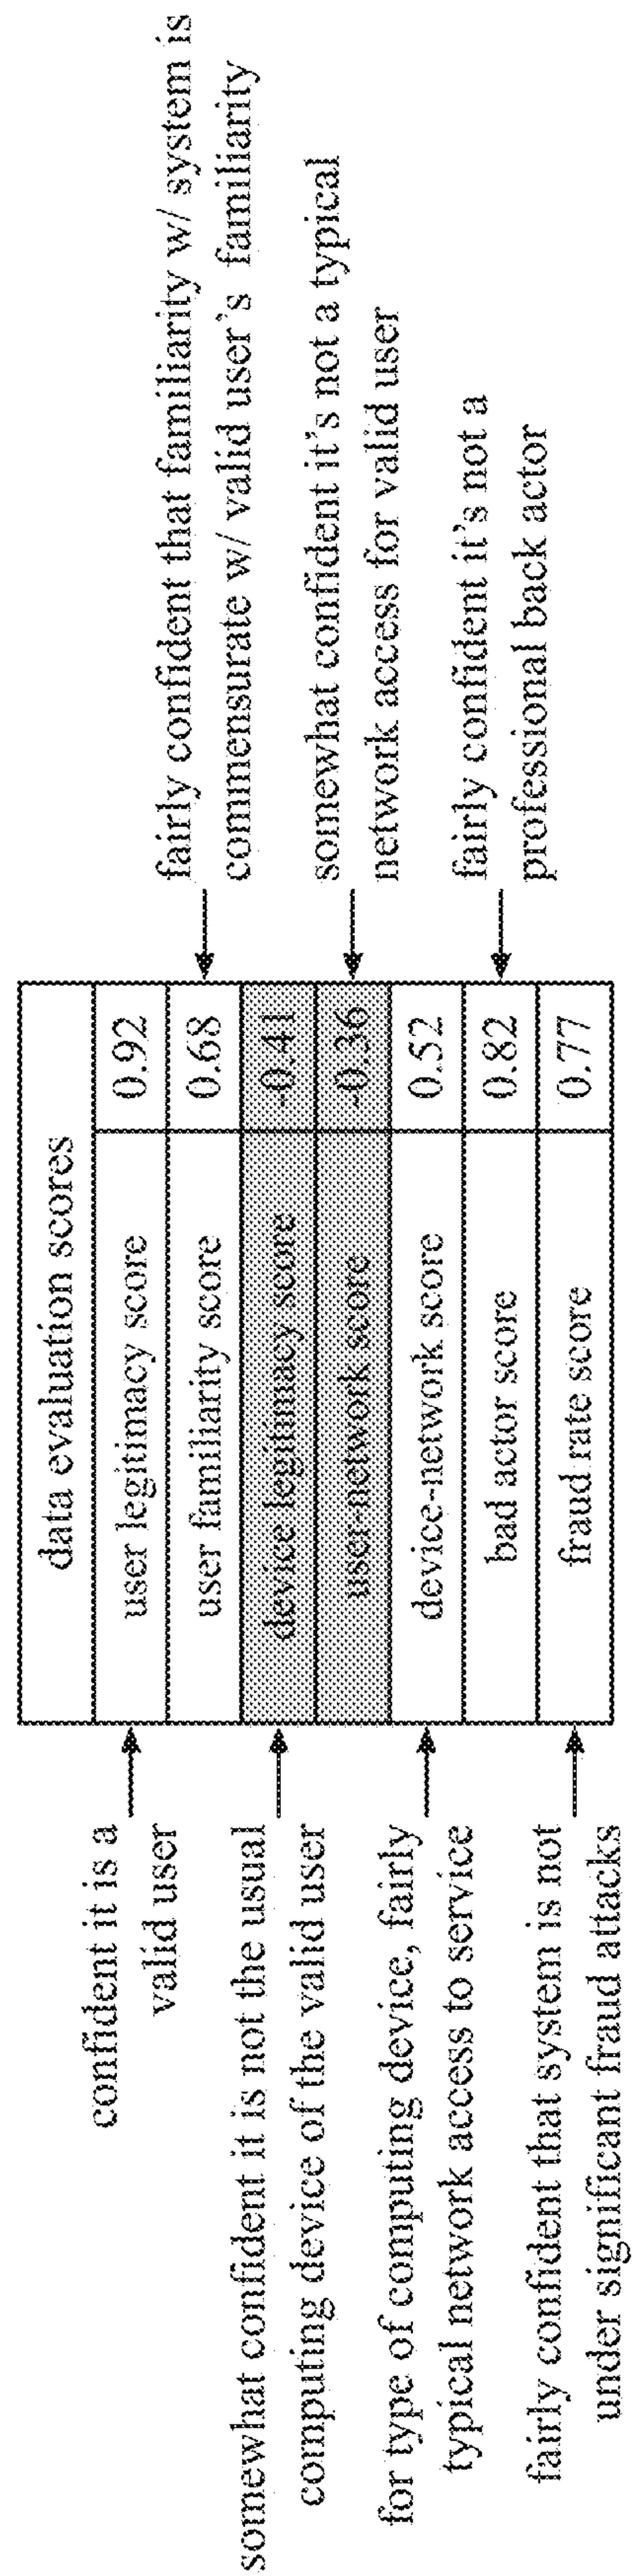 data evaluation scores
user legitimacy score 0.92
user familiarity score 0.68
device legitimacy score -0.41
user-network score -0.36
device-network score 0.52
bad actor score 0.82
fraud rate score 0.77
confident it is a
valid user
somewhat confident it is not the usual
computing device of the valid user
for type of computing device, fairly
typical network access to service
fairly confident that system is not
under significant fraud attacks
fairly confident that familiarity w/ system is
commensurate w/ valid user's familiarity
somewhat confident it's not a typical
network access for valid user
fairly confident it's not a
professional back actor